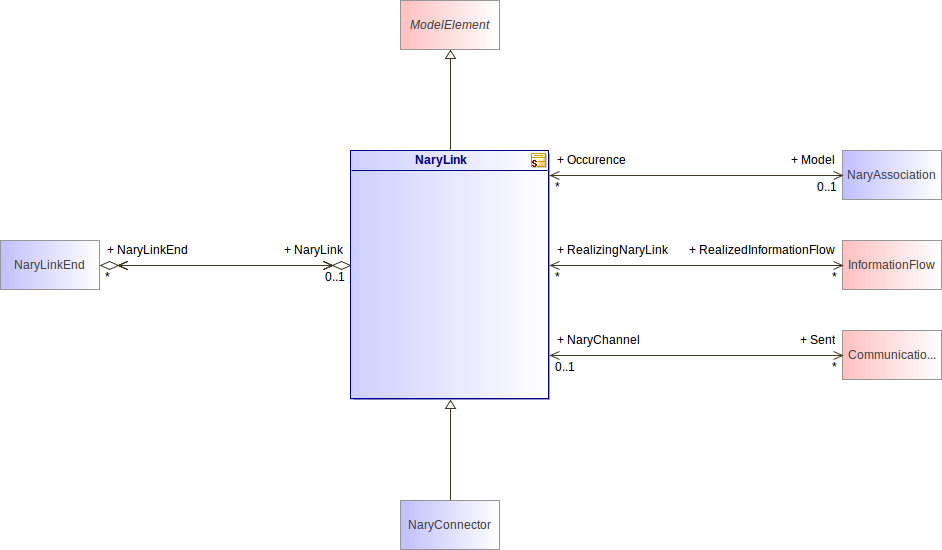 ModelElement
NaryLink
S
+ Occurence
+ Model
*
0..1
NaryAssociation
+ NaryLinkEnd
+ NaryLink
*
0..1
NaryLinkEnd
+ RealizingNaryLink
+ RealizedInformationFlow
*
*
InformationFlow
+ NaryChannel
+ Sent
0..1
*
Communicatio...
NaryConnector